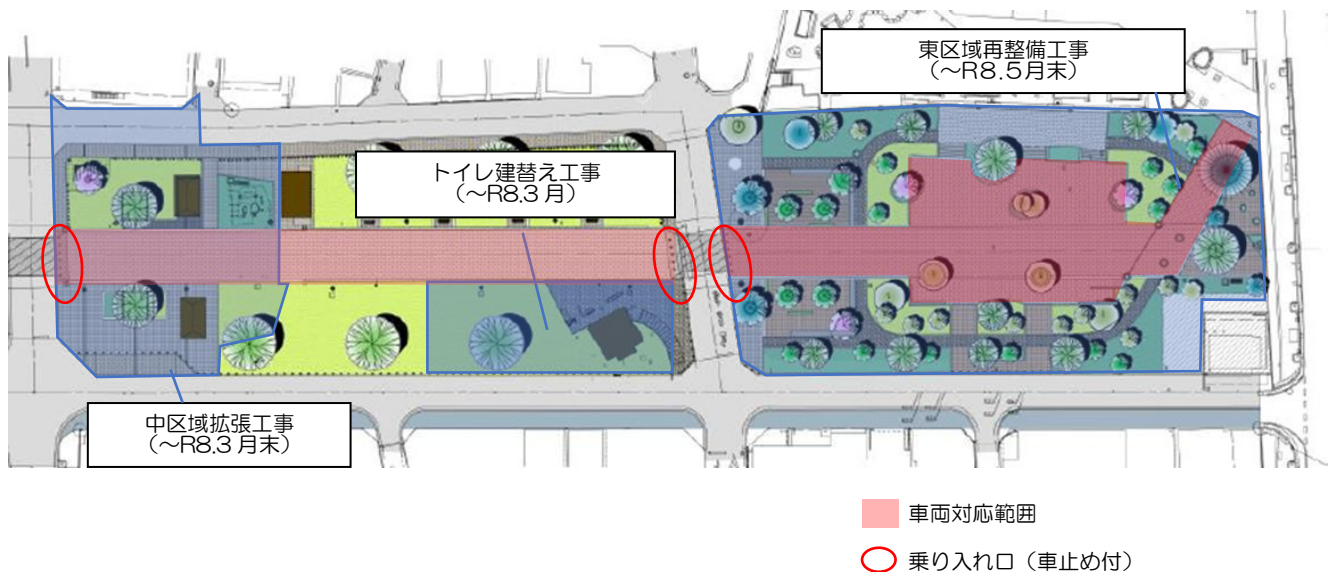 東区域再整備工事
(～R8.5月末)
トイレ建替え工事
(～R8.3月)
中区域拡張工事
(～R8.3月末)
車両対応範囲
乗り入れ口(車止め付)